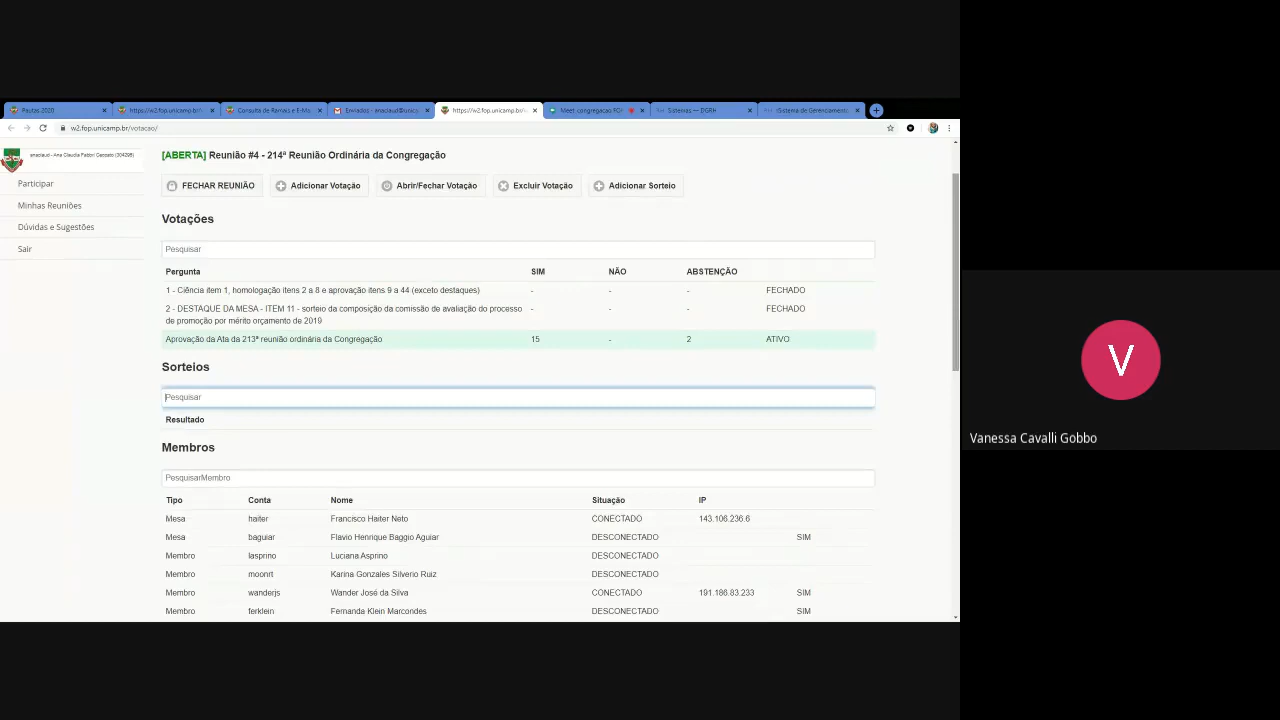 Pautas 2020
https://w2.fop.unicamp.br/
Consulta de Ramais e E-Ma
Enviados - anaclaud@unica
https://w2.fop.unicamp.br/
Meet: congregacao FO
Sistemas — DGRH
w2.fop.unicamp.br/votacao/
[ABERTA] Reunião #4 - 214ª Reunião Ordinária da Congregação
FECHAR REUNIÃO Adicionar Votação Abrir/Fechar Votação Excluir Votação Adicionar Sorteio
Participar
Minhas Reuniões
Dúvidas e Sugestões
Sair
Votações
Pesquisar
Pergunta SIM NÃO ABSTENÇÃO
1 - Ciência item 1, homologação itens 2 a 8 e aprovação itens 9 a 44 (exceto destaques) - - - FECHADO
2 - DESTAQUE DA MESA - ITEM 11 - sorteio da composição da comissão de avaliação do processo - - - FECHADO
de promoção por mérito orçamento de 2019
Aprovação da Ata da 213ª reunião ordinária da Congregação 15 - 2 ATIVO
Sorteios
Pesquisar
Resultado
Membros
PesquisarMembro
Tipo Conta Nome Situação IP
Mesa haiter Francisco Haiter Neto CONECTADO 143.106.236.6
Mesa baguiar Flavio Henrique Baggio Aguiar DESCONECTADO SIM
Membro lasprino Luciana Asprino DESCONECTADO
Membro moonrt Karina Gonzales Silverio Ruiz DESCONECTADO
Membro wanderjs Wander José da Silva CONECTADO 191.186.83.233 SIM
Membro ferklein Fernanda Klein Marcondes DESCONECTADO SIM
V
Vanessa Cavalli Gobbo